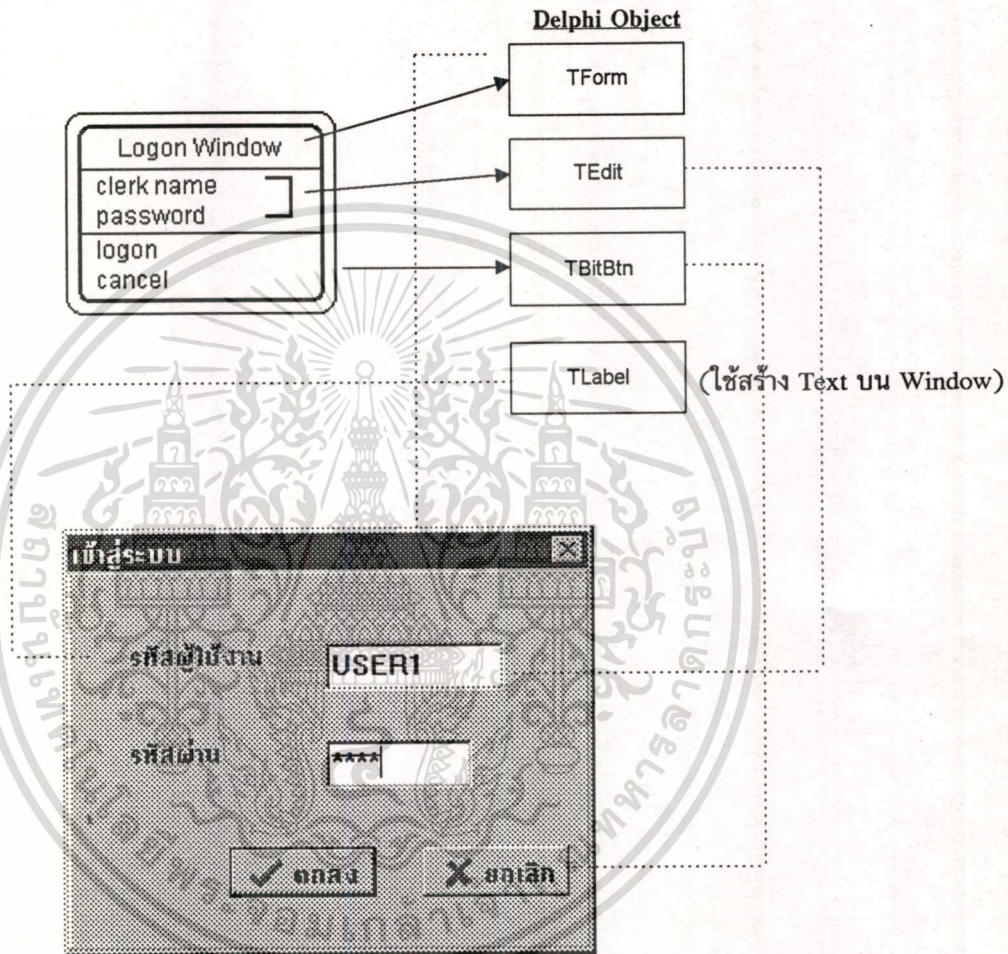 Delphi Object
TForm
Logon Window
clerk name
password
logon
cancel
TEdit
TBitBtn
TLabel
(ใช้สร้าง Text บน Window)
เข้าสู่ระบบ
รหัสผู้ใช้งาน
USER1
รหัสผ่าน
****
ตกลง
ยกเลิก